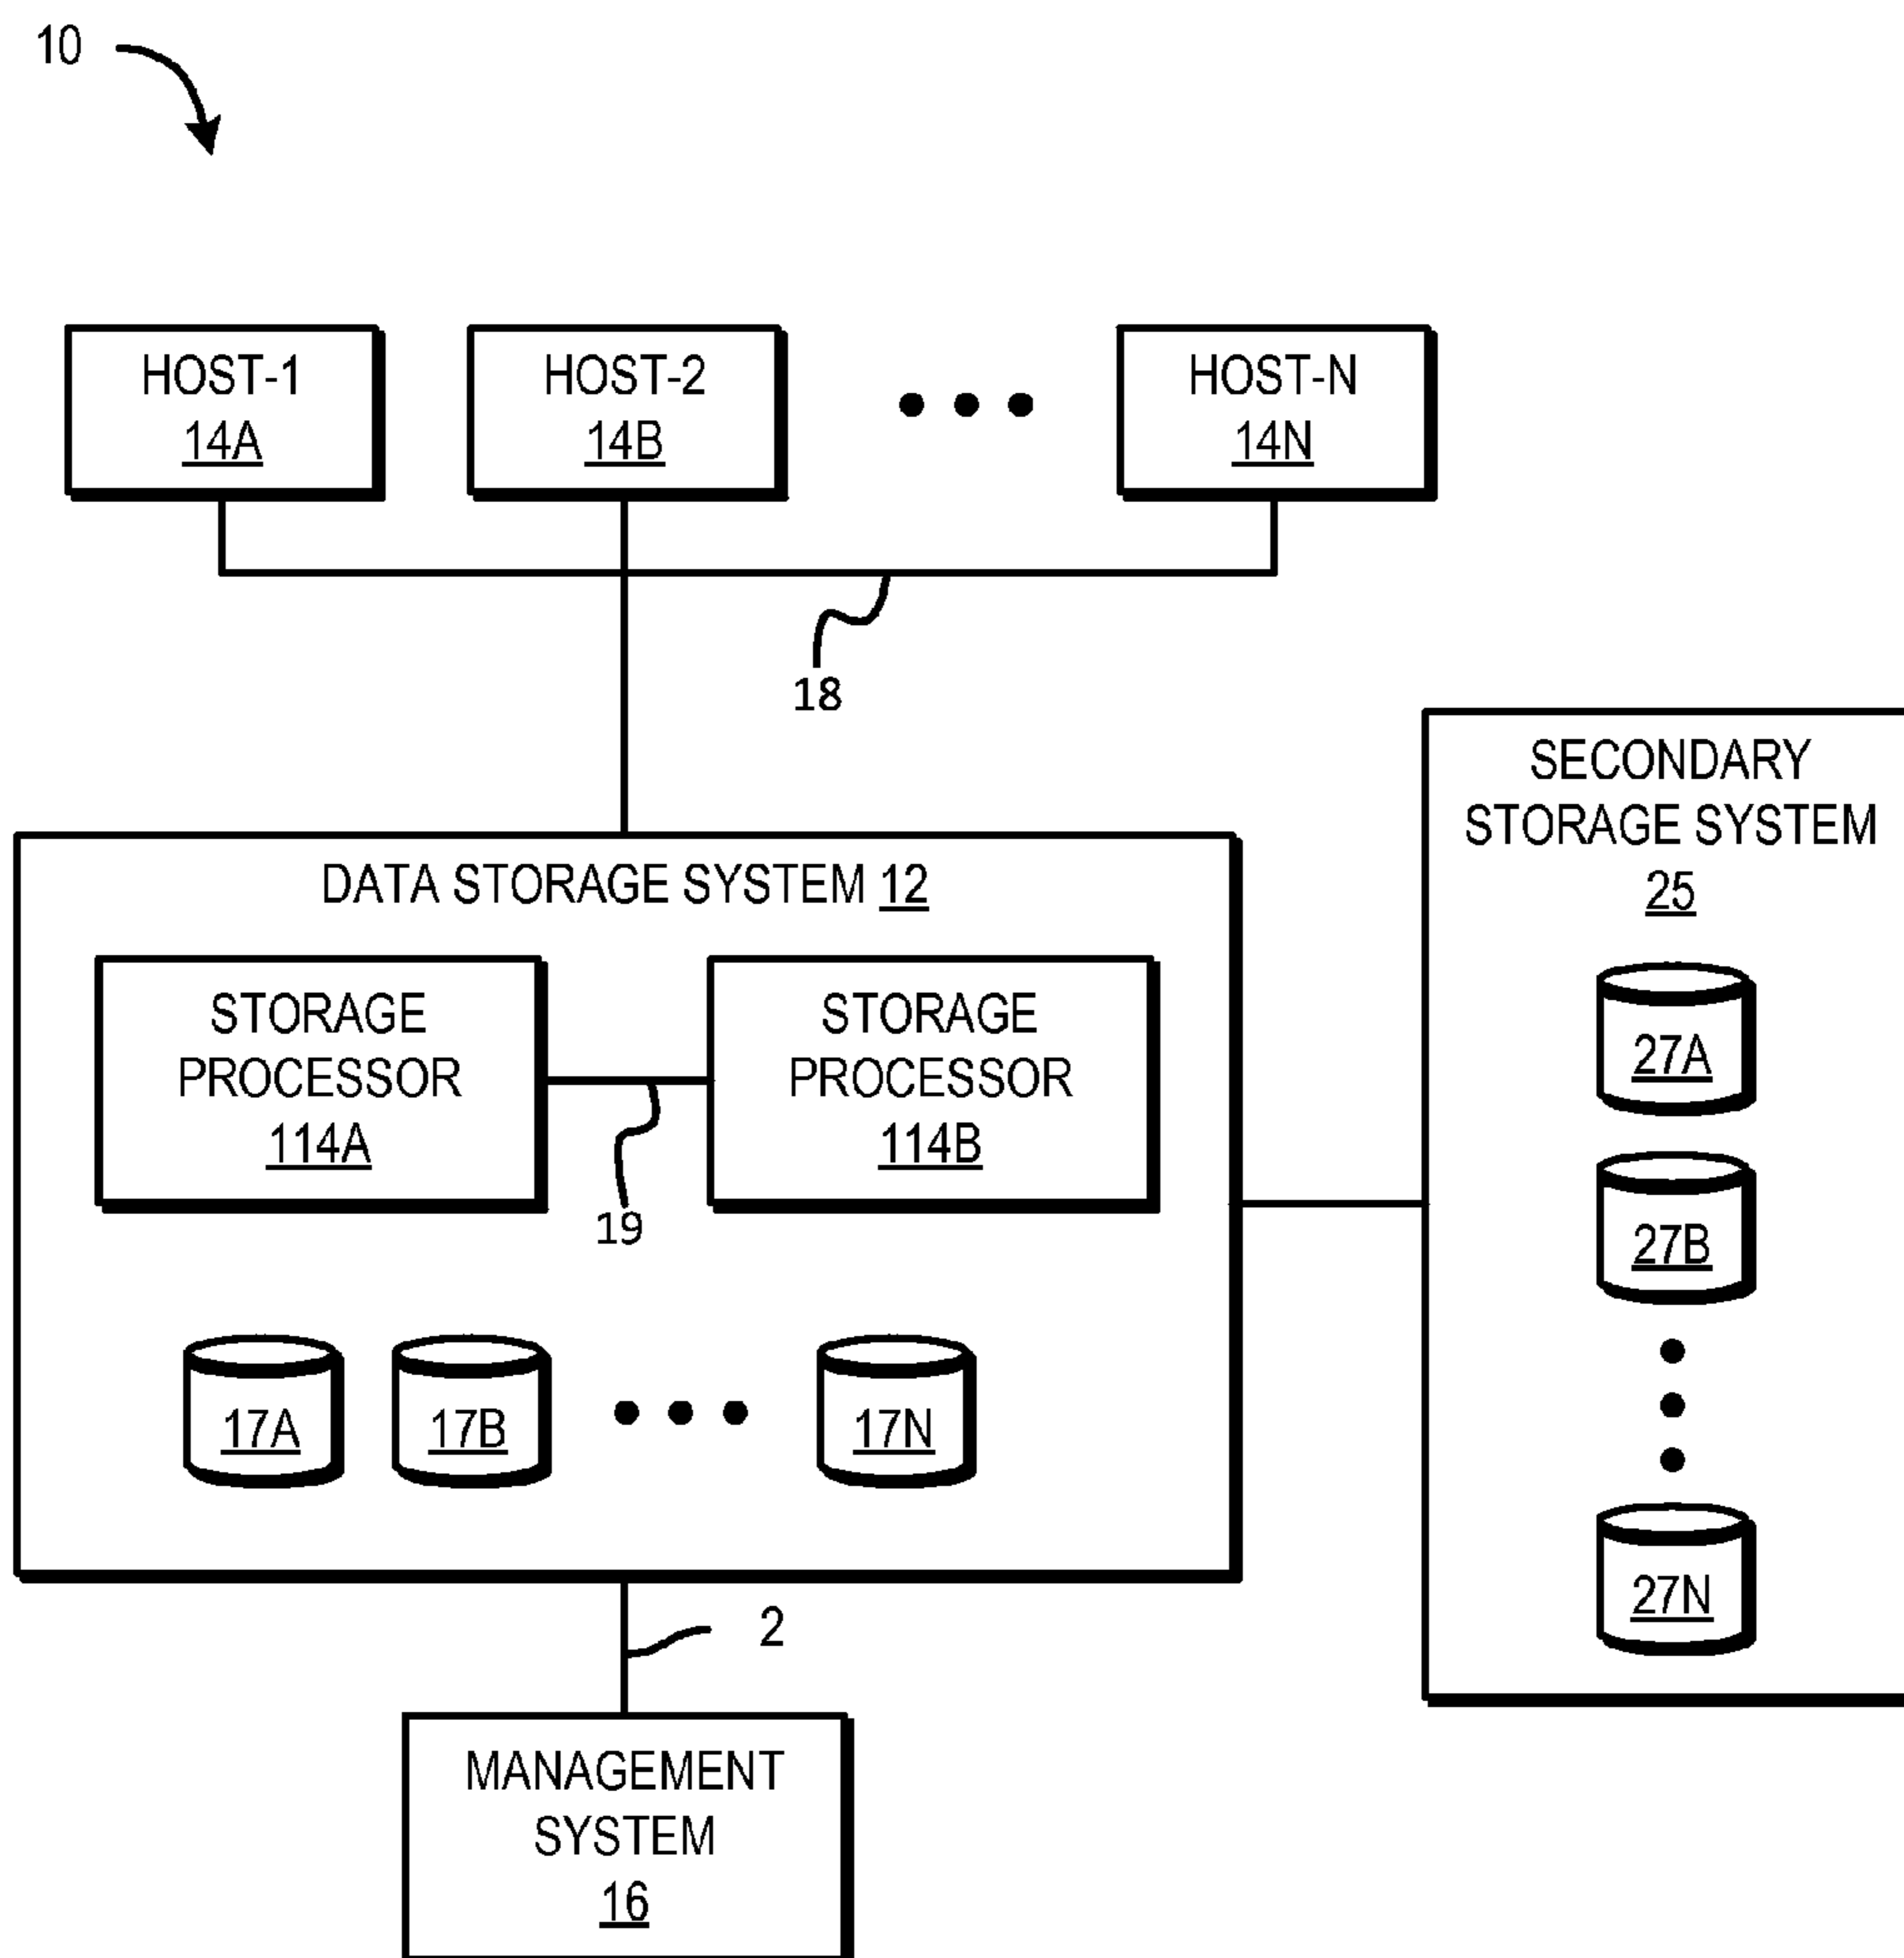 10
HOST-1
14A
HOST-2
14B
HOST-N
14N
18
DATA STORAGE SYSTEM 12
STORAGE
PROCESSOR
114A
STORAGE
PROCESSOR
114B
19
17A
17B
17N
SECONDARY
STORAGE SYSTEM
25
27A
27B
27N
2
MANAGEMENT
SYSTEM
16